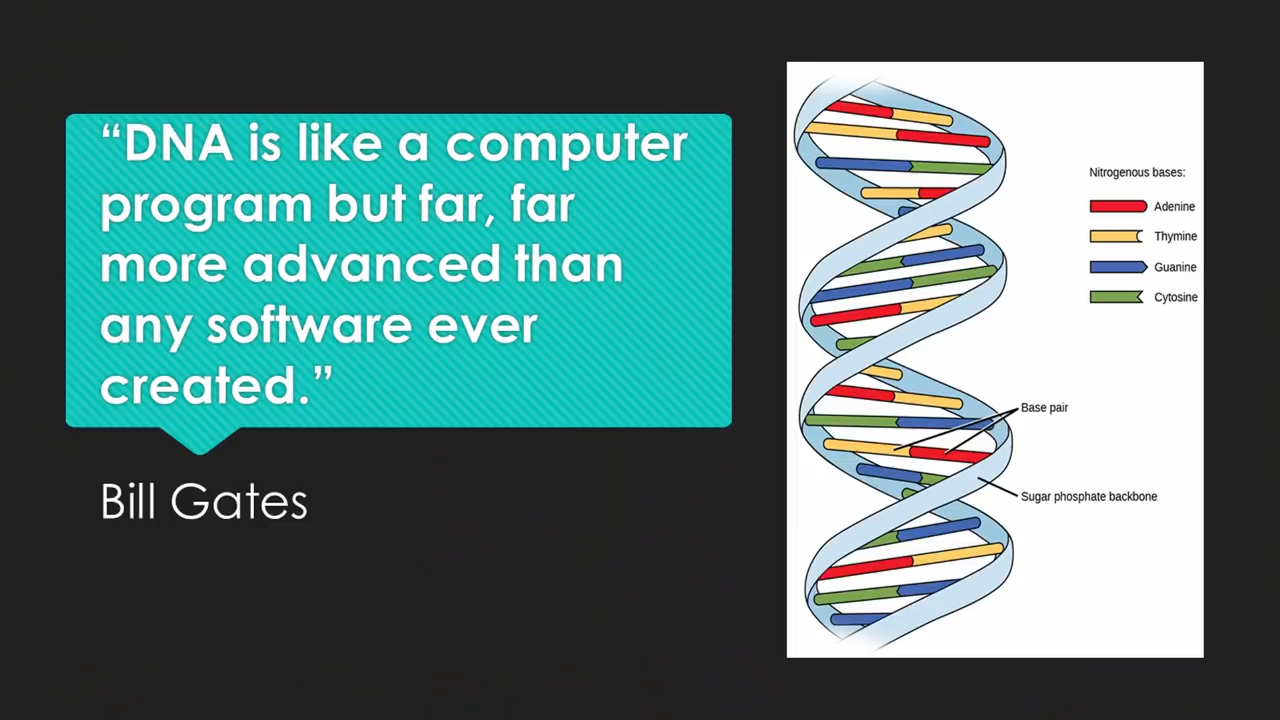 “DNA is like a computer
program but far, far
more advanced than
any software ever
created.”
Bill Gates
Nitrogenous bases:
Adenine
Thymine
Guanine
Cytosine
Base pair
Sugar phosphate backbone